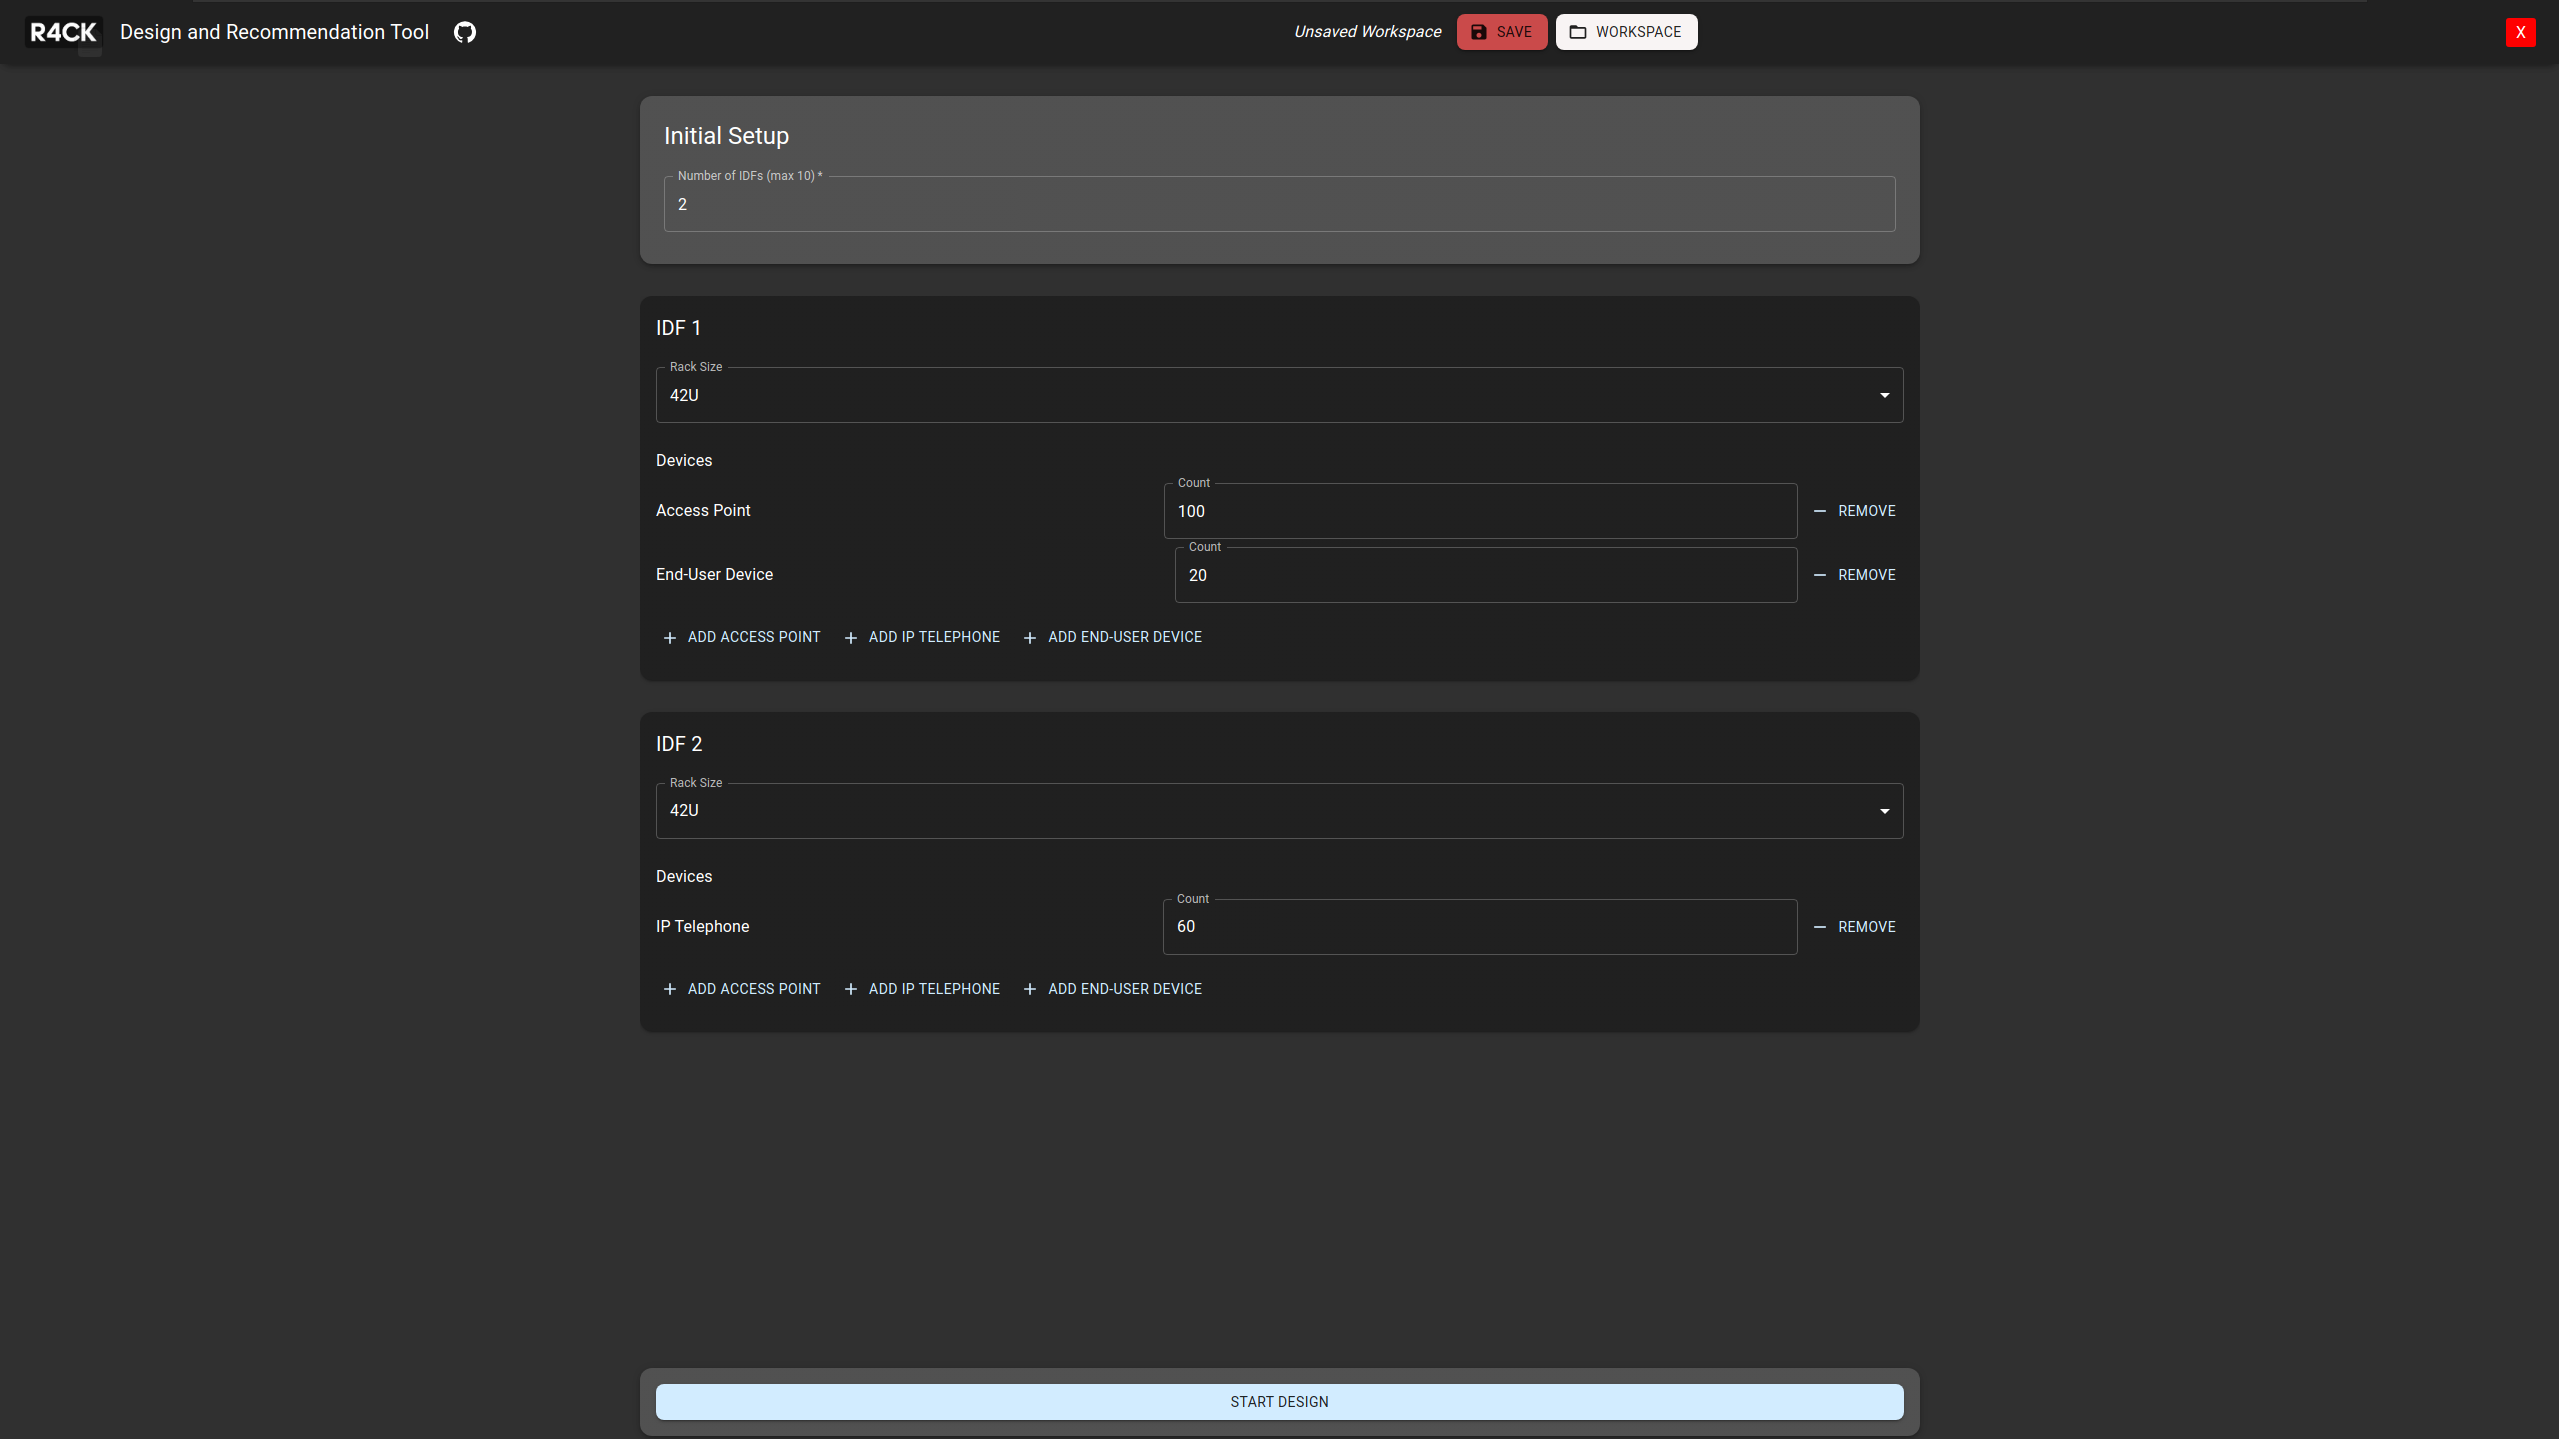 R4CK Design and Recommendation Tool Unsaved Workspace SAVE WORKSPACE X
Initial Setup
Number of IDFs (max 10) *
2
IDF 1
Rack Size
42U
Devices
Count
Access Point 100 REMOVE
Count
End-User Device 20 REMOVE
ADD ACCESS POINT ADD IP TELEPHONE ADD END-USER DEVICE
IDF 2
Rack Size
42U
Devices
Count
IP Telephone 60 REMOVE
ADD ACCESS POINT ADD IP TELEPHONE ADD END-USER DEVICE
START DESIGN